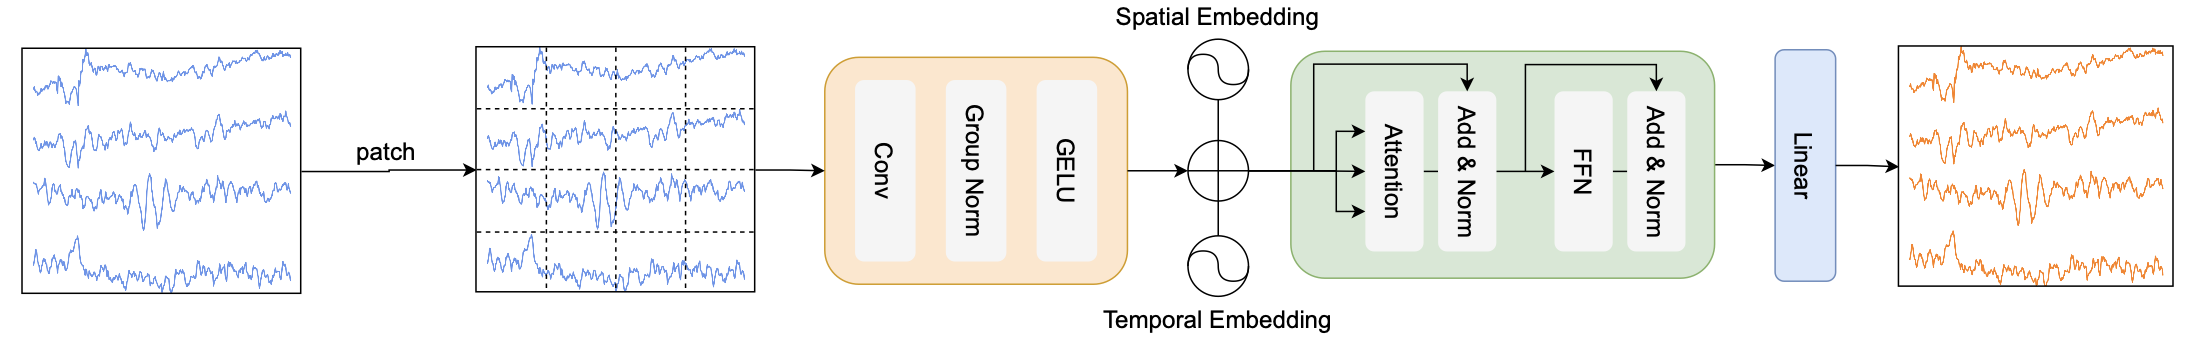 Spatial Embedding
patch
Conv
Group Norm
GELU
Attention
Add & Norm
FFN
Add & Norm
Linear
Temporal Embedding